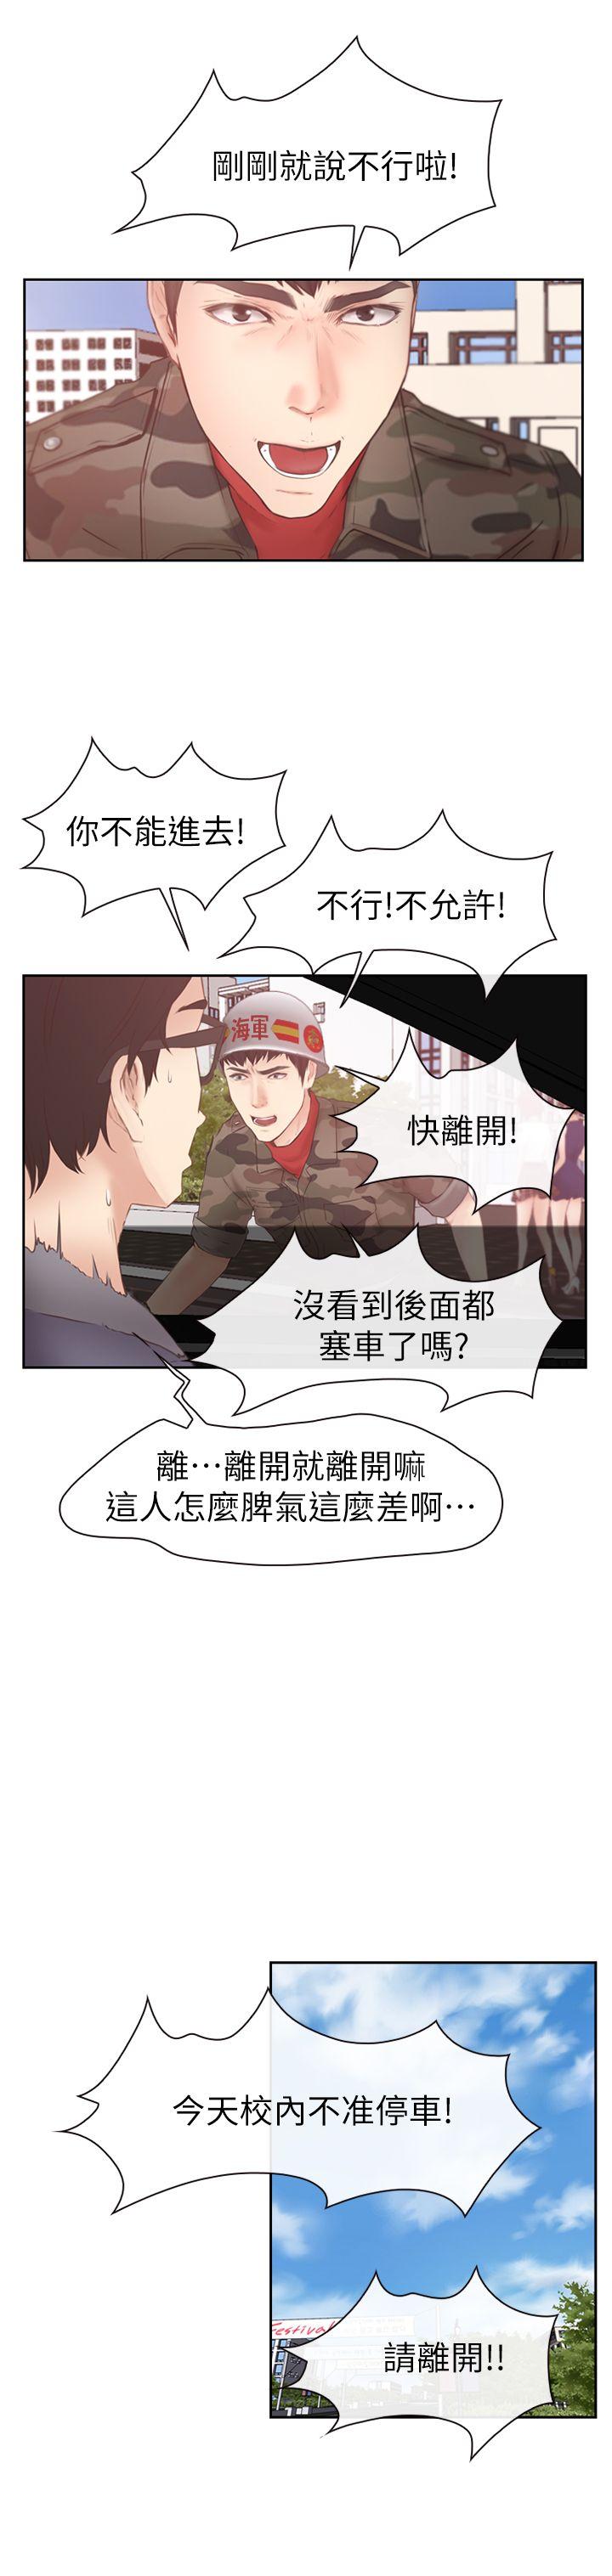 剛剛就說不行啦!
你不能進去!
不行!不允許!
海軍
快離開!
沒看到後面都
塞車了嗎?
離⋯離開就離開嘛
這人怎麼脾氣這麼差啊⋯
今天校內不准停車!
Festival
請離開!!